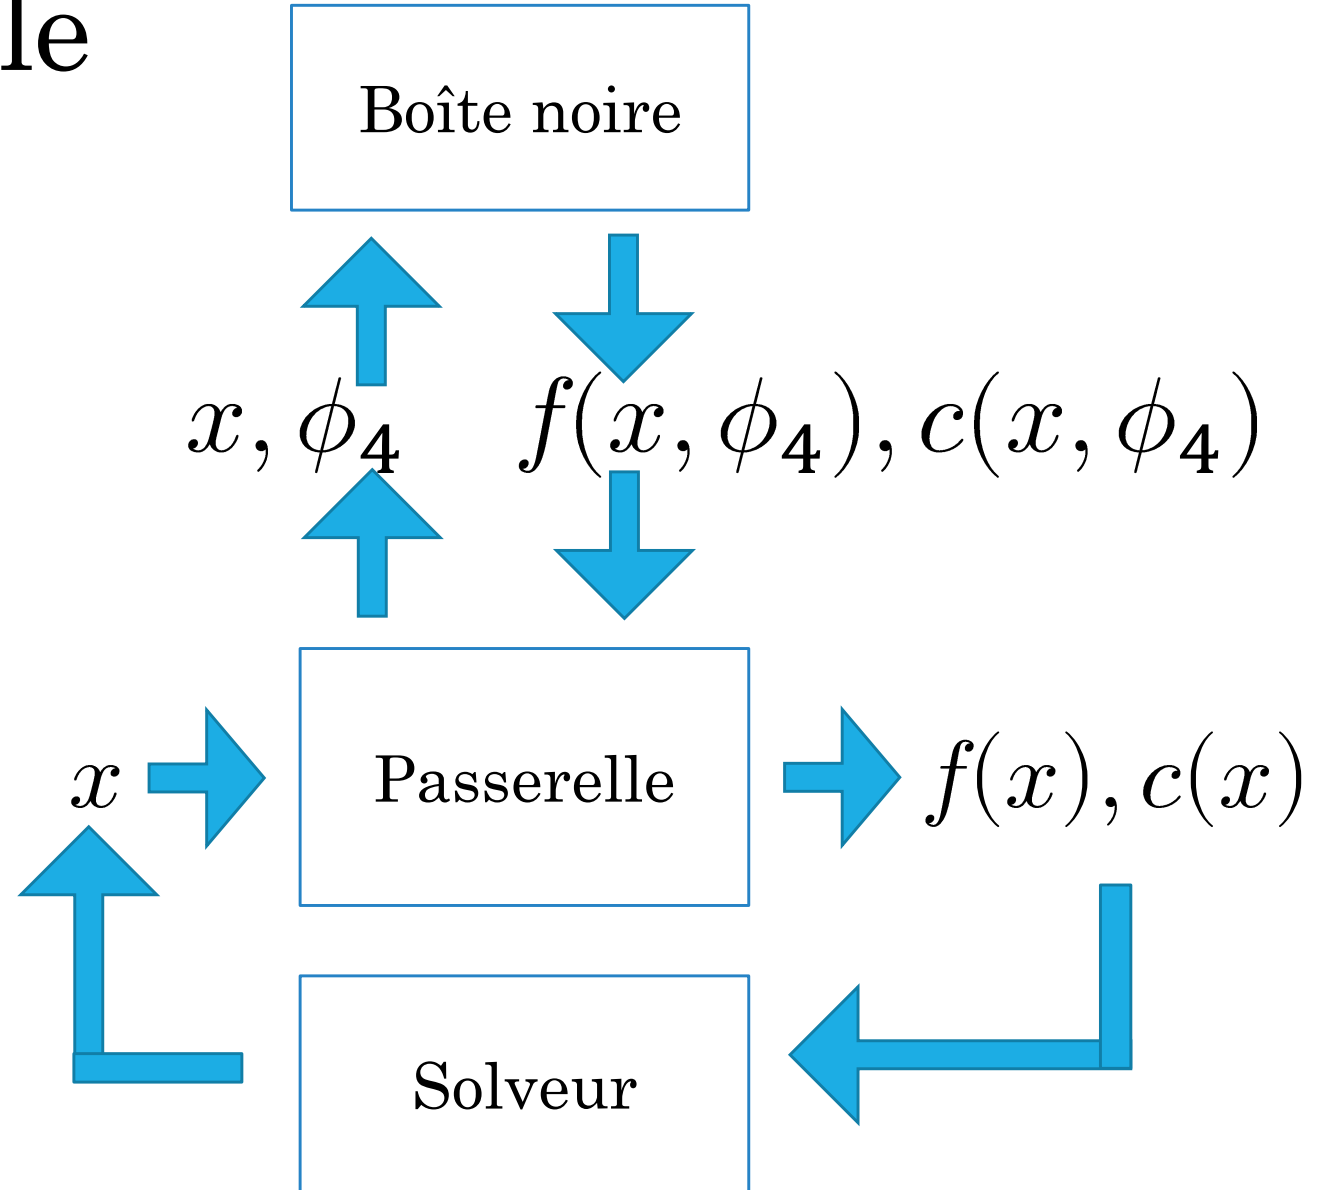 le
Boîte noire
x, ϕ₄
f(x, ϕ₄), c(x, ϕ₄)
x
Passerelle
f(x), c(x)
Solveur